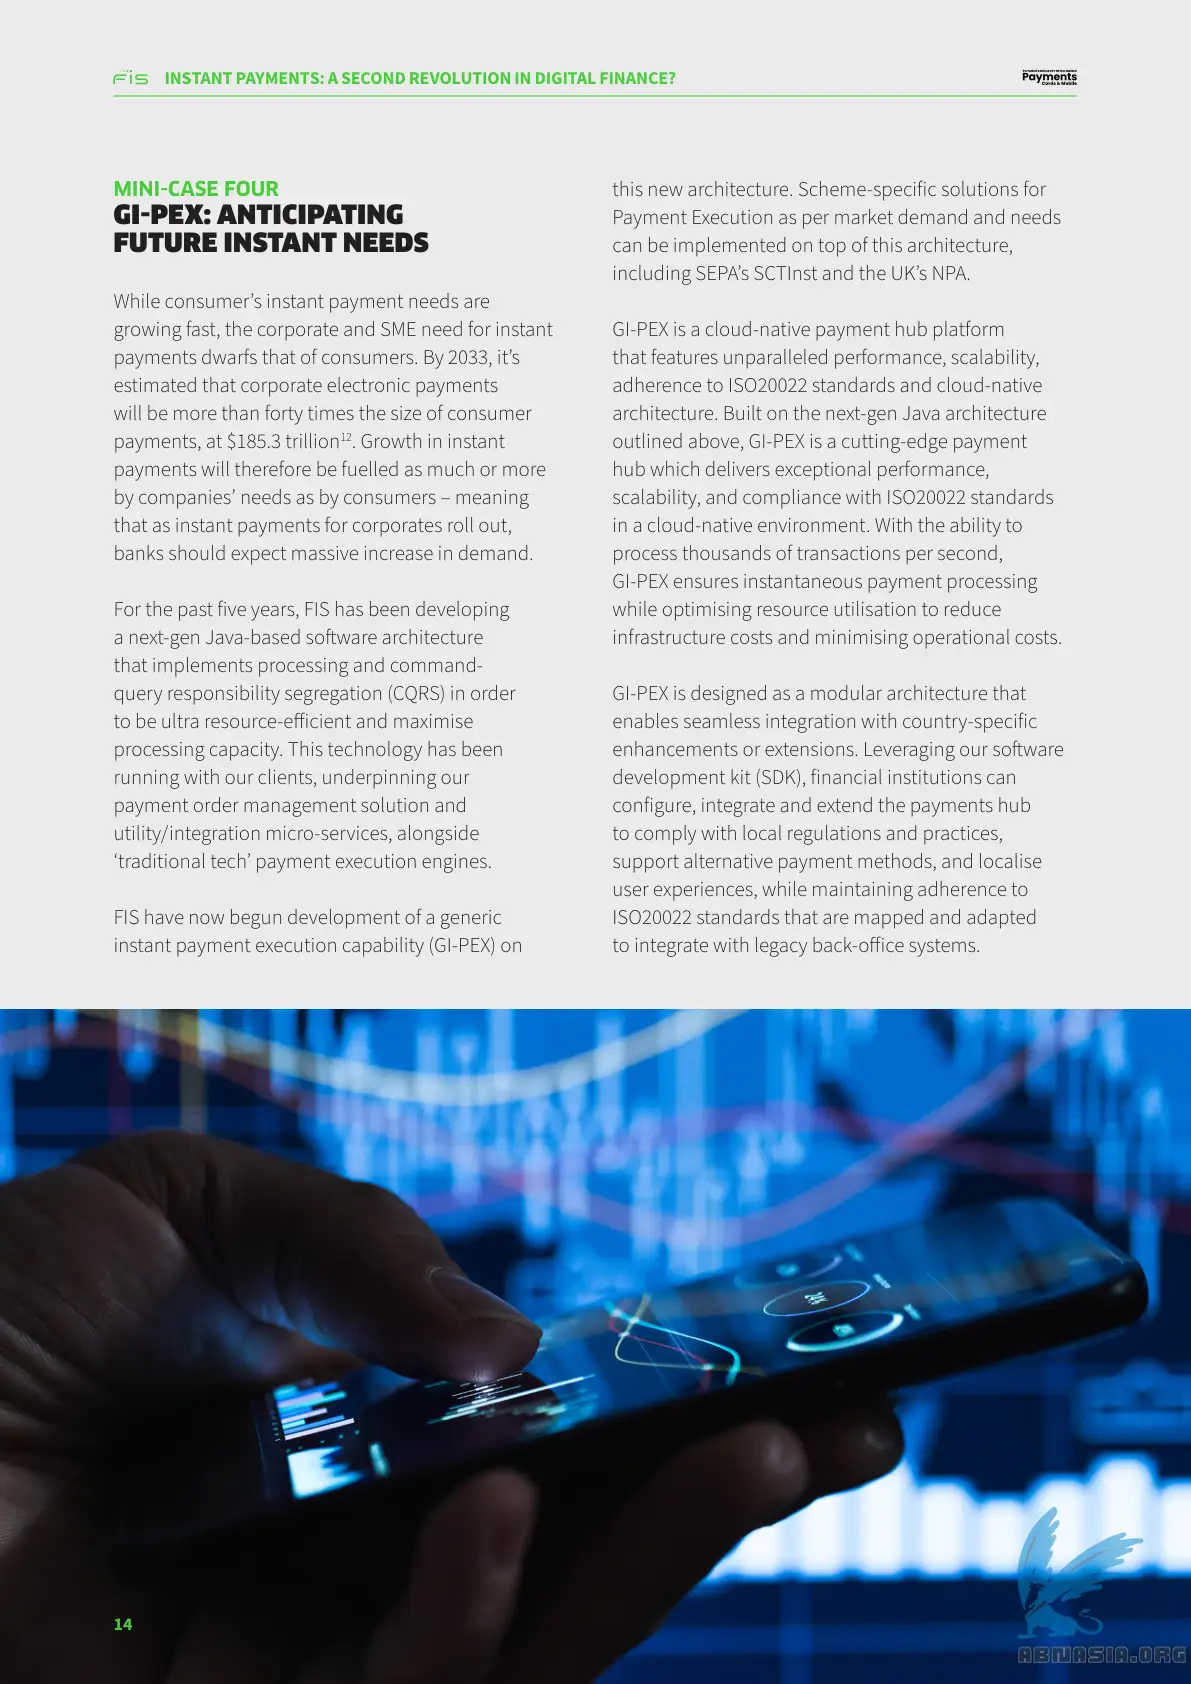 FIS
INSTANT PAYMENTS: A SECOND REVOLUTION IN DIGITAL FINANCE?
Payments
Cards & Mobile
MINI-CASE FOUR
GI-PEX: ANTICIPATING
FUTURE INSTANT NEEDS
While consumer’s instant payment needs are
growing fast, the corporate and SME need for instant
payments dwarfs that of consumers. By 2033, it’s
estimated that corporate electronic payments
will be more than forty times the size of consumer
payments, at $185.3 trillion¹². Growth in instant
payments will therefore be fuelled as much or more
by companies’ needs as by consumers – meaning
that as instant payments for corporates roll out,
banks should expect massive increase in demand.
For the past five years, FIS has been developing
a next-gen Java-based software architecture
that implements processing and command-
query responsibility segregation (CQRS) in order
to be ultra resource-efficient and maximise
processing capacity. This technology has been
running with our clients, underpinning our
payment order management solution and
utility/integration micro-services, alongside
‘traditional tech’ payment execution engines.
FIS have now begun development of a generic
instant payment execution capability (GI-PEX) on
this new architecture. Scheme-specific solutions for
Payment Execution as per market demand and needs
can be implemented on top of this architecture,
including SEPA’s SCTInst and the UK’s NPA.
GI-PEX is a cloud-native payment hub platform
that features unparalleled performance, scalability,
adherence to ISO20022 standards and cloud-native
architecture. Built on the next-gen Java architecture
outlined above, GI-PEX is a cutting-edge payment
hub which delivers exceptional performance,
scalability, and compliance with ISO20022 standards
in a cloud-native environment. With the ability to
process thousands of transactions per second,
GI-PEX ensures instantaneous payment processing
while optimising resource utilisation to reduce
infrastructure costs and minimising operational costs.
GI-PEX is designed as a modular architecture that
enables seamless integration with country-specific
enhancements or extensions. Leveraging our software
development kit (SDK), financial institutions can
configure, integrate and extend the payments hub
to comply with local regulations and practices,
support alternative payment methods, and localise
user experiences, while maintaining adherence to
ISO20022 standards that are mapped and adapted
to integrate with legacy back-office systems.
14
ABNASIA.ORG